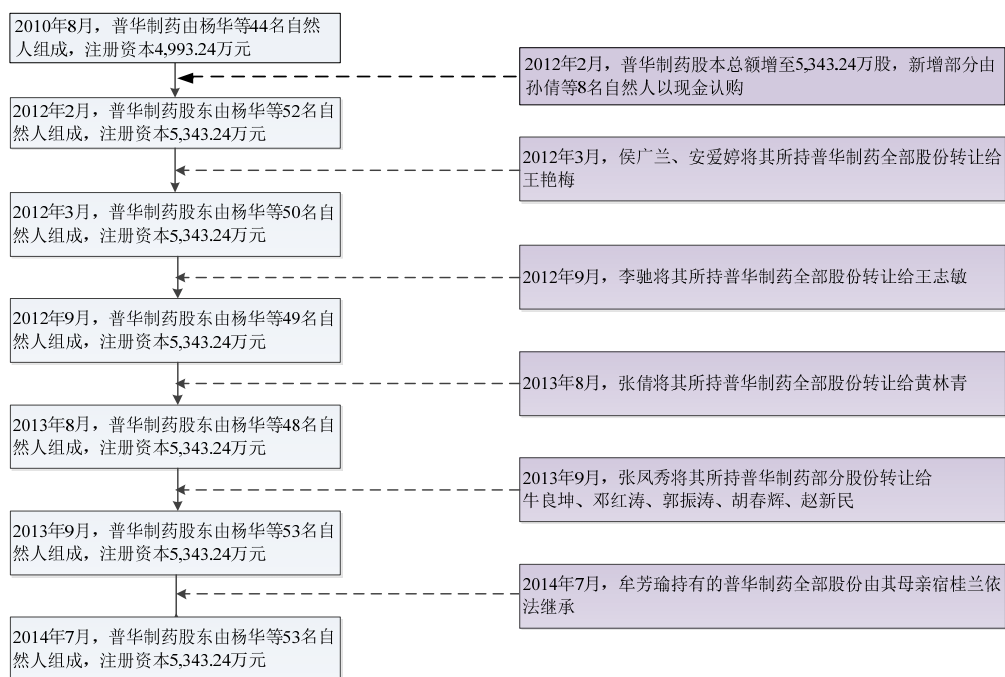 2010年8月，普华制药由杨华等44名自然
人组成，注册资本4,993.24万元
2012年2月，普华制药股本总额增至5,343.24万股，新增部分由
孙倩等8名自然人以现金认购
2012年2月，普华制药股东由杨华等52名自
然人组成，注册资本5,343.24万元
2012年3月，侯广兰、安爱婷将其所持普华制药全部股份转让给
王艳梅
2012年3月，普华制药股东由杨华等50名自
然人组成，注册资本5,343.24万元
2012年9月，李驰将其所持普华制药全部股份转让给王志敏
2012年9月，普华制药股东由杨华等49名自
然人组成，注册资本5,343.24万元
2013年8月，张倩将其所持普华制药全部股份转让给黄林青
2013年8月，普华制药股东由杨华等48名自
然人组成，注册资本5,343.24万元
2013年9月，张凤秀将其所持普华制药部分股份转让给
牛良坤、邓红涛、郭振涛、胡春辉、赵新民
2013年9月，普华制药股东由杨华等53名自
然人组成，注册资本5,343.24万元
2014年7月，牟芳瑜持有的普华制药全部股份由其母亲宿桂兰依
法继承
2014年7月，普华制药股东由杨华等53名自
然人组成，注册资本5,343.24万元